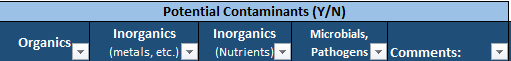 Potential Contaminants (Y/N)
Organics
Inorganics
(metals, etc.)
Inorganics
(Nutrients)
Microbials,
Pathogens
Comments: